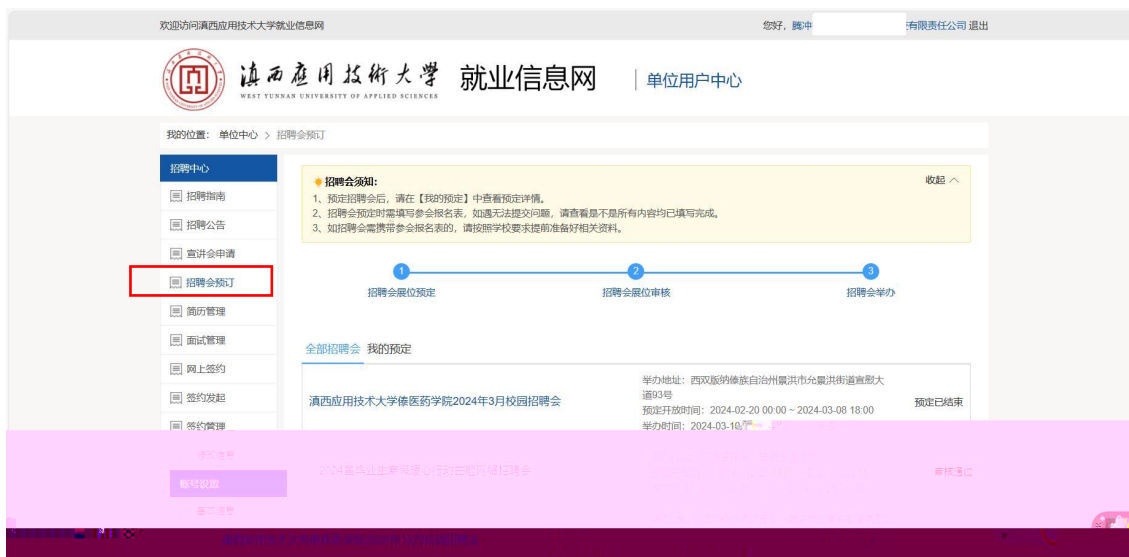 欢迎访问滇西应用技术大学就业信息网
您好，腾冲 有限责任公司 退出
滇西应用技术大学 就业信息网 | 单位用户中心
WEST YUNNAN UNIVERSITY OF APPLIED SCIENCES
我的位置： 单位中心 > 招聘会预订
招聘中心
招聘指南
招聘公告
宣讲会申请
招聘会预订
简历管理
面试管理
网上签约
签约发起
签约管理
修改信息
账号设置
招聘会须知：
收起
1、预定招聘会后，请在【我的预定】中查看预定详情。
2、招聘会预定时需填写参会报名表，如遇无法提交问题，请查看是不是所有内容均已填写完成。
3、如招聘会需携带参会报名表的，请按照学校要求提前准备好相关资料。
1
2
3
招聘会展位预定
招聘会展位审核
招聘会举办
全部招聘会 我的预定
滇西应用技术大学傣医药学院2024年3月校园招聘会
举办地址：西双版纳傣族自治州景洪市允景洪街道宣慰大
道93号
预定开放时间：2024-02-20 00:00 ~ 2024-03-08 18:00
举办时间：2024-03-10
预定已结束